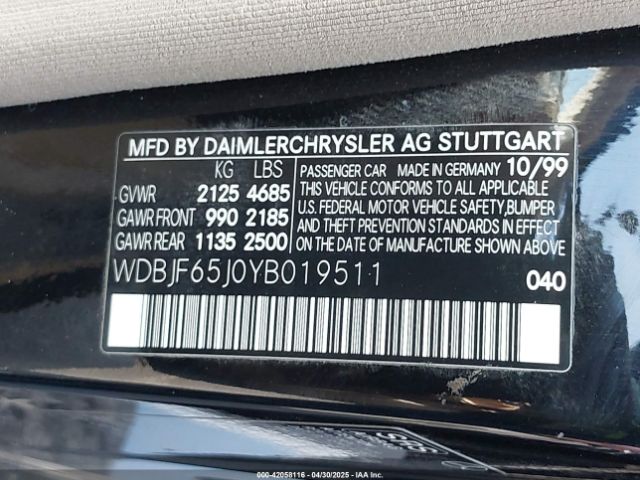 MFD BY DAIMLERCHRYSLER AG STUTTGART
KG LBS
GVWR 2125 4685
GAWR FRONT 990 2185
GAWR REAR 1135 2500
PASSENGER CAR MADE IN GERMANY 10/99
THIS VEHICLE CONFORMS TO ALL APPLICABLE
U.S. FEDERAL MOTOR VEHICLE SAFETY, BUMPER
AND THEFT PREVENTION STANDARDS IN EFFECT
ON THE DATE OF MANUFACTURE SHOWN ABOVE
WDBJF65J0YB019511
040
000-42058116 - 04/30/2025 - IAAI.COM